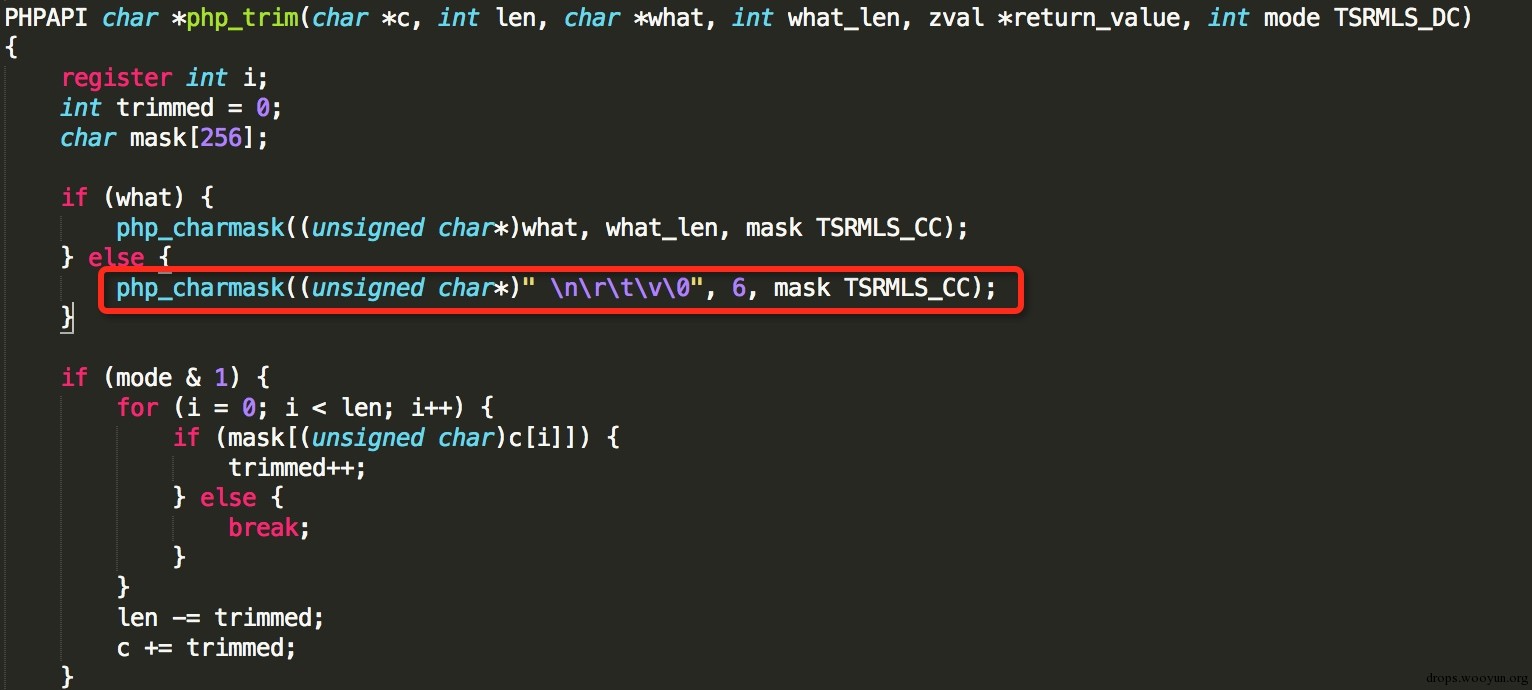 PHPAPI char *php_trim(char *c, int len, char *what, int what_len, zval *return_value, int mode TSRMLS_DC)
{
    register int i;
    int trimmed = 0;
    char mask[256];

    if (what) {
        php_charmask((unsigned char*)what, what_len, mask TSRMLS_CC);
    } else {
        php_charmask((unsigned char*)" \n\r\t\v\0", 6, mask TSRMLS_CC);
    }

    if (mode & 1) {
        for (i = 0; i < len; i++) {
            if (mask[(unsigned char)c[i]]) {
                trimmed++;
            } else {
                break;
            }
        }
        len -= trimmed;
        c += trimmed;
    }
drops.wooyun.org